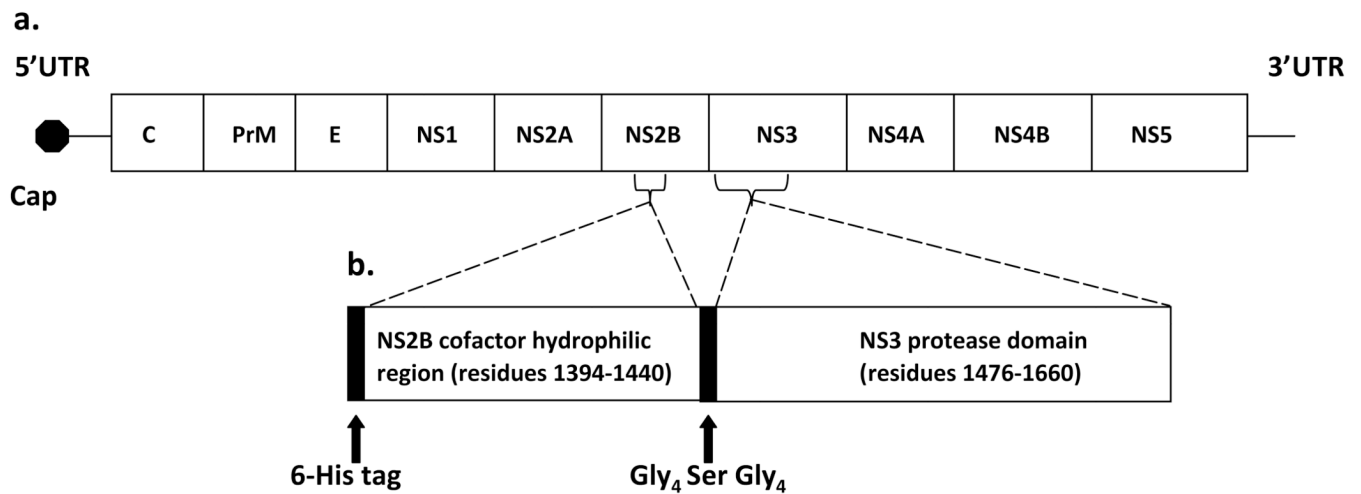 a.
5’UTR
3’UTR
C
PrM
E
NS1
NS2A
NS2B
NS3
NS4A
NS4B
NS5
Cap
b.
NS2B cofactor hydrophilic
region (residues 1394-1440)
NS3 protease domain
(residues 1476-1660)
6-His tag
Gly₄ Ser Gly₄